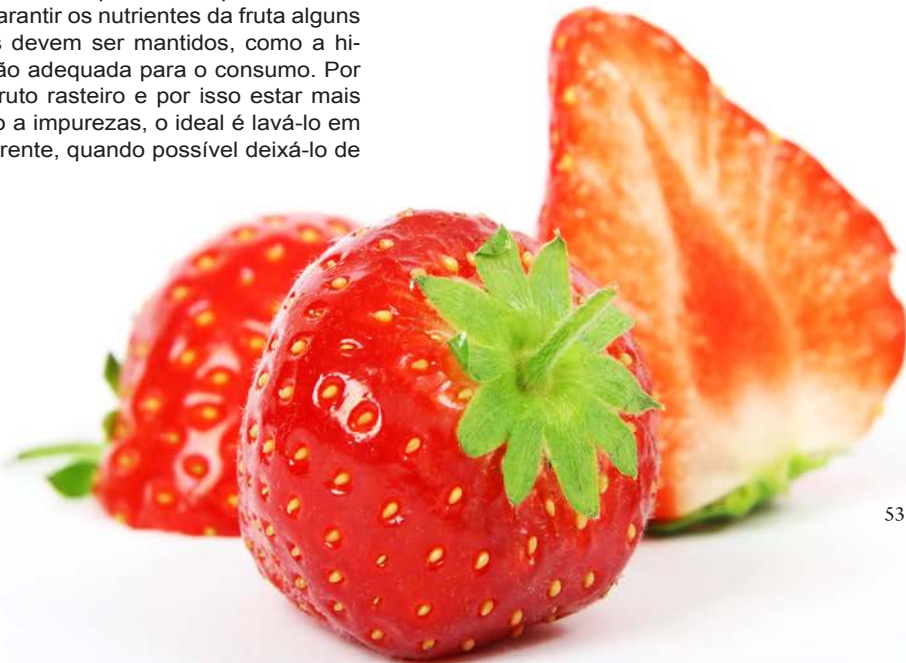 arantir os nutrientes da fruta alguns
s devem ser mantidos, como a hi-
ão adequada para o consumo. Por
ruto rasteiro e por isso estar mais
o a impurezas, o ideal é lavá-lo em
rrente, quando possível deixá-lo de
53